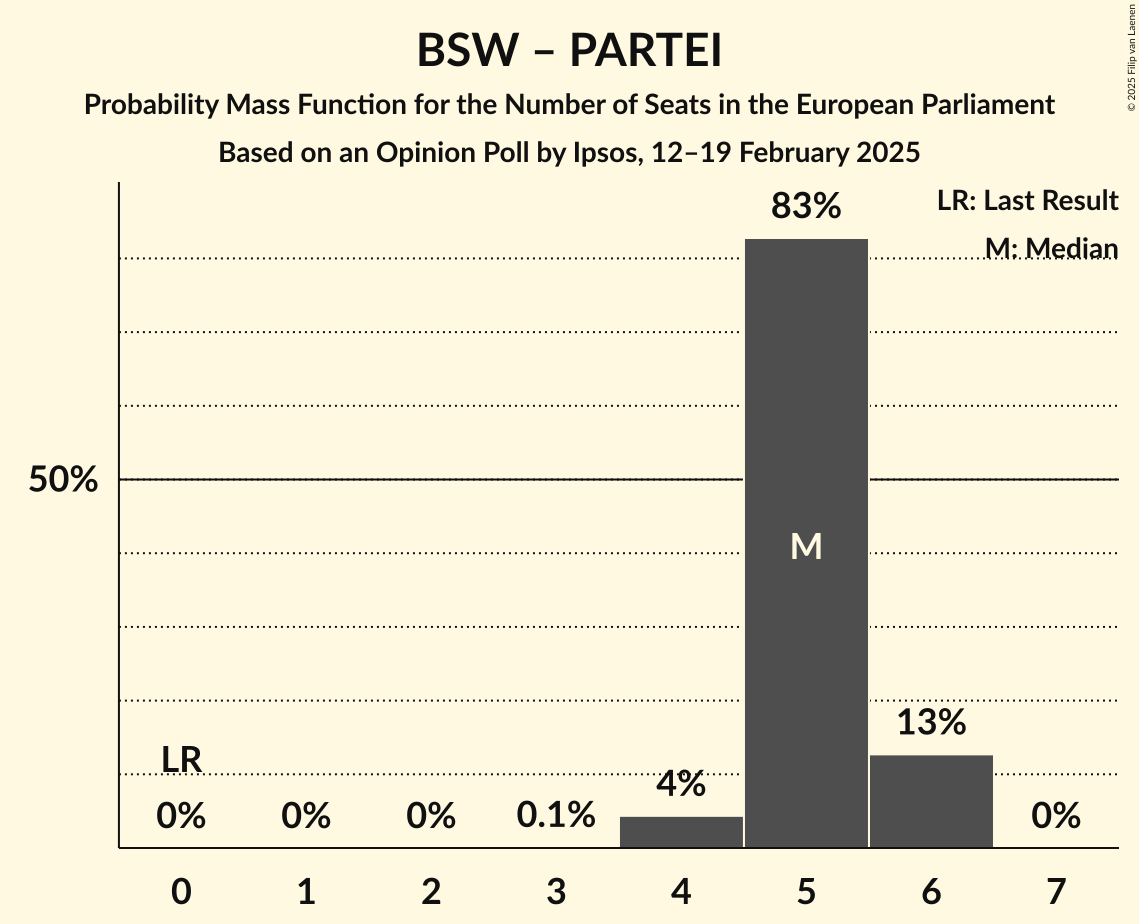 BSW – PARTEI
Probability Mass Function for the Number of Seats in the European Parliament
Based on an Opinion Poll by Ipsos, 12–19 February 2025
© 2025 Filip van Laenen
LR: Last Result
M: Median
83%
50%
M
13%
LR
4%
0%
0%
0%
0.1%
0%
0
1
2
3
4
5
6
7